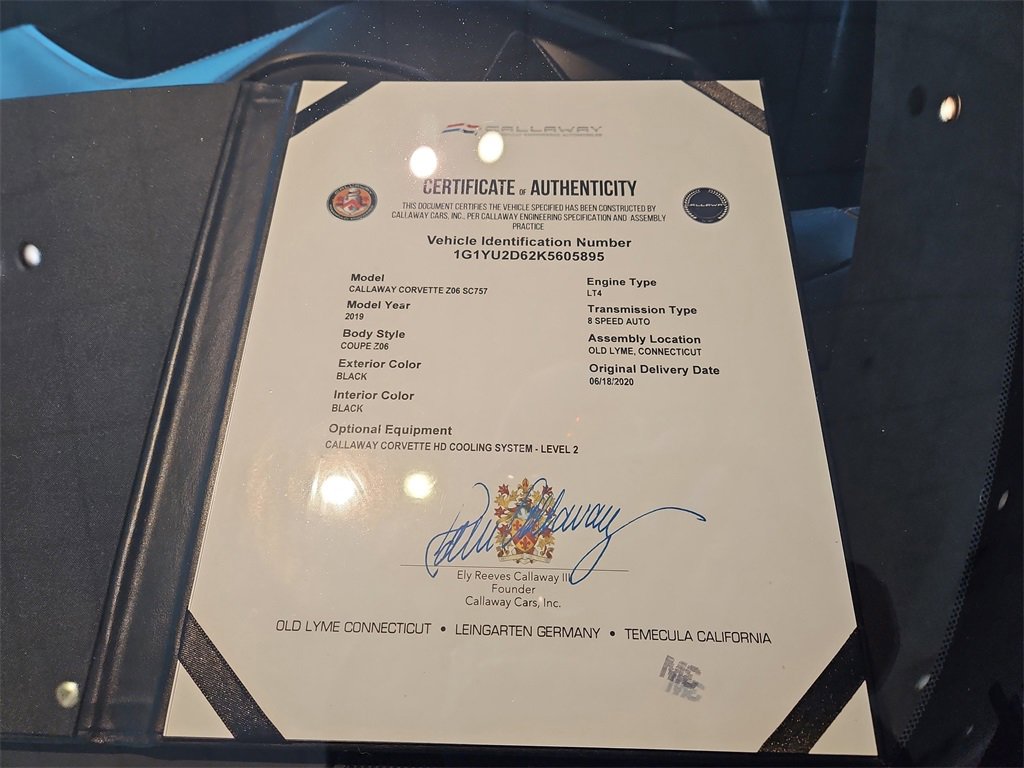 CALLAWAY
CERTIFICATE OF AUTHENTICITY
THIS DOCUMENT CERTIFIES THE VEHICLE SPECIFIED HAS BEEN CONSTRUCTED BY
CALLAWAY CARS, INC., PER CALLAWAY ENGINEERING SPECIFICATION AND ASSEMBLY
PRACTICE
CALLAWAY
CALLAWAY
Vehicle Identification Number
1G1YU2D62K5605895
Model
CALLAWAY CORVETTE Z06 SC757
Model Year
2019
Body Style
COUPE Z06
Exterior Color
BLACK
Interior Color
BLACK
Optional Equipment
CALLAWAY CORVETTE HD COOLING SYSTEM - LEVEL 2
Engine Type
LT4
Transmission Type
8 SPEED AUTO
Assembly Location
OLD LYME, CONNECTICUT
Original Delivery Date
06/18/2020
Ely Reeves Callaway III
Founder
Callaway Cars, Inc.
OLD LYME CONNECTICUT • LEINGARTEN GERMANY • TEMECULA CALIFORNIA
MC
MC